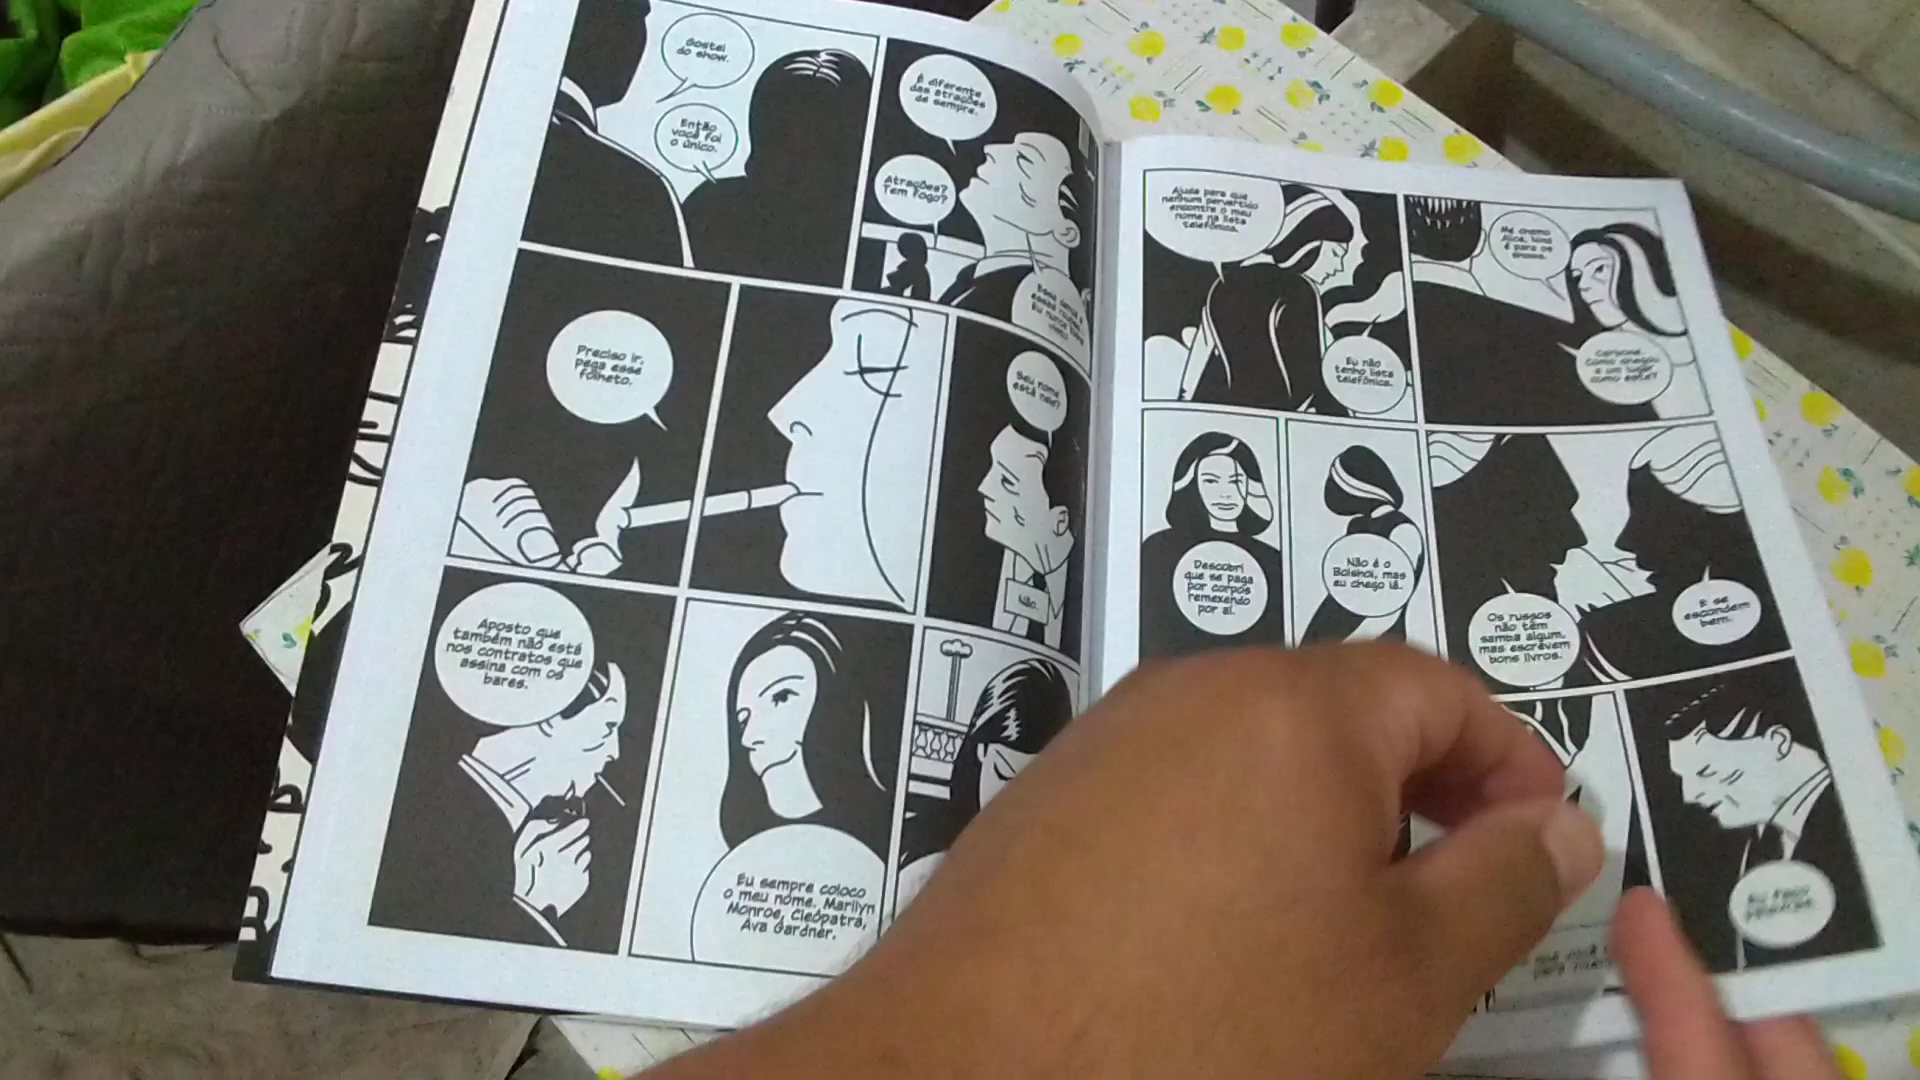 Gostei
do show.
Então
você foi
o único.
É diferente
das atrações
de sempre.
Atrações?
Tem fogo?
Preciso ir,
pega esse
folheto.
Seu nome
está nele?
Não.
Aposto que
também não está
nos contratos que
assina com os
bares.
Eu sempre coloco
o meu nome. Marilyn
Monroe, Cleópatra,
Ava Gardner.
Ajuda para que
nenhum pervertido
encontre o meu
nome na lista
telefônica.
Eu não
tenho lista
telefônica.
Me chamo
Alice. Nina
é para os
shows.
Como chegou
a um lugar
como este?
Descobri
que se paga
por corpos
remexendo
por aí.
Não é o
Bolshoi, mas
eu chego lá.
Os russos
não têm
samba algum,
mas escrevem
bons livros.
E se
escondem
bem.